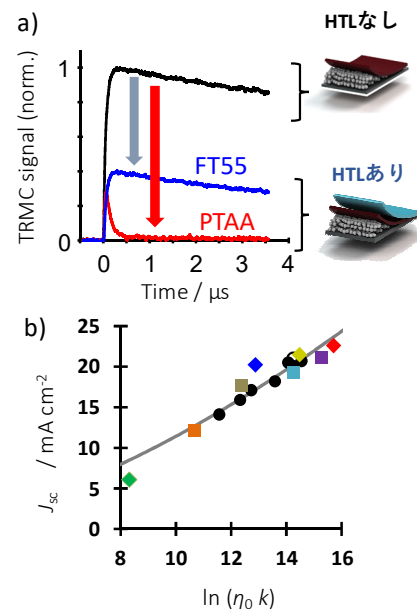 a)
HTLなし
TRMC signal (norm.)
1
0
FT55
PTAA
HTLあり
0 1 2 3 4
Time / μs
b)
25
20
15
10
5
0
J_sc / mA cm⁻²
8 10 12 14 16
ln (η₀ k)